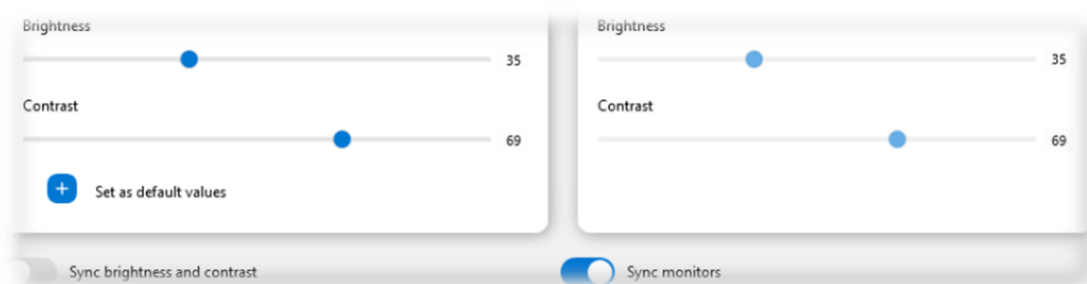 Brightness
35
Contrast
69
Set as default values
Brightness
35
Contrast
69
Sync brightness and contrast
Sync monitors